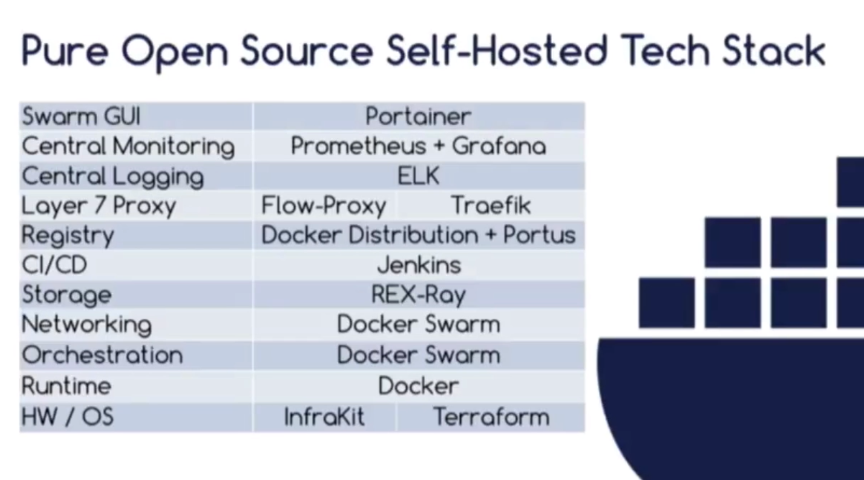 Pure Open Source Self-Hosted Tech Stack
Swarm GUI Portainer
Central Monitoring Prometheus + Grafana
Central Logging ELK
Layer 7 Proxy Flow-Proxy Traefik
Registry Docker Distribution + Portus
CI/CD Jenkins
Storage REX-Ray
Networking Docker Swarm
Orchestration Docker Swarm
Runtime Docker
HW / OS InfraKit Terraform